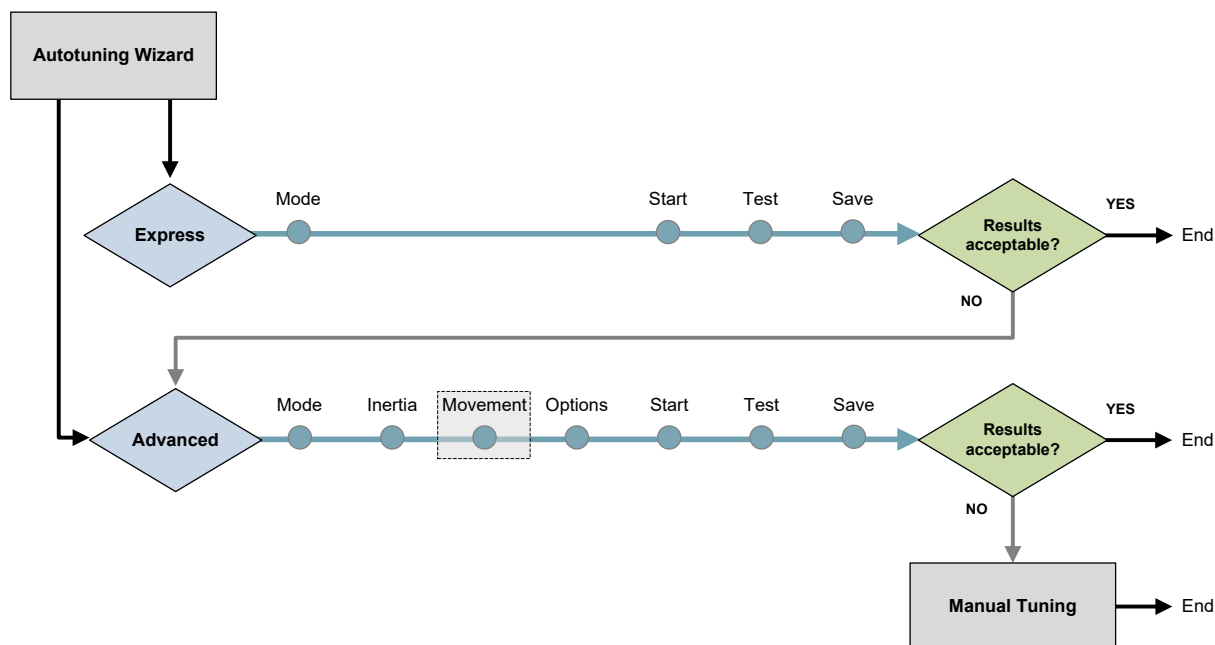 Autotuning Wizard
Mode
Start
Test
Save
Express
Results
acceptable?
YES
End
NO
Mode
Inertia
Movement
Options
Start
Test
Save
Advanced
Results
acceptable?
YES
End
NO
Manual Tuning
End